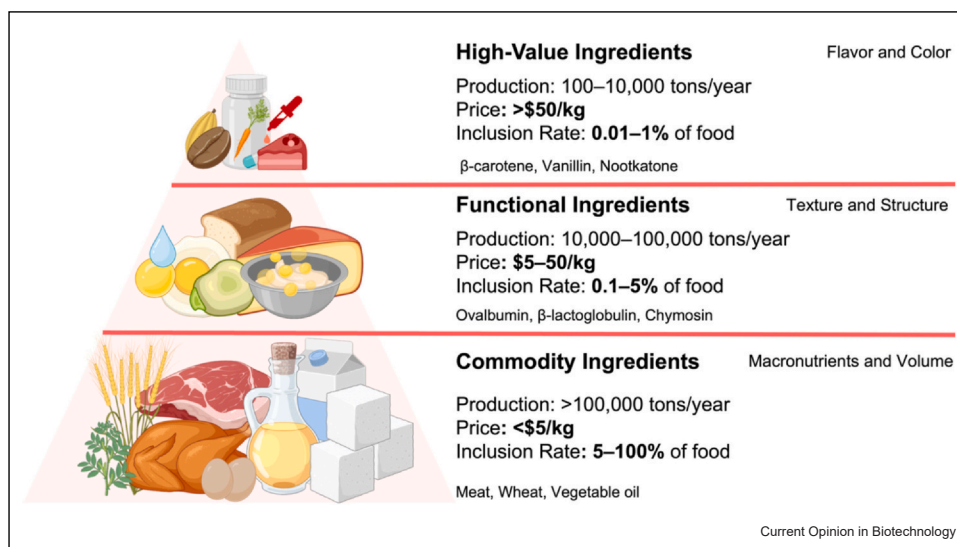 High-Value Ingredients
Flavor and Color
Production: 100–10,000 tons/year
Price: >$50/kg
Inclusion Rate: 0.01–1% of food
β-carotene, Vanillin, Nootkatone
Functional Ingredients
Texture and Structure
Production: 10,000–100,000 tons/year
Price: $5–50/kg
Inclusion Rate: 0.1–5% of food
Ovalbumin, β-lactoglobulin, Chymosin
Commodity Ingredients
Macronutrients and Volume
Production: >100,000 tons/year
Price: <$5/kg
Inclusion Rate: 5–100% of food
Meat, Wheat, Vegetable oil
Current Opinion in Biotechnology